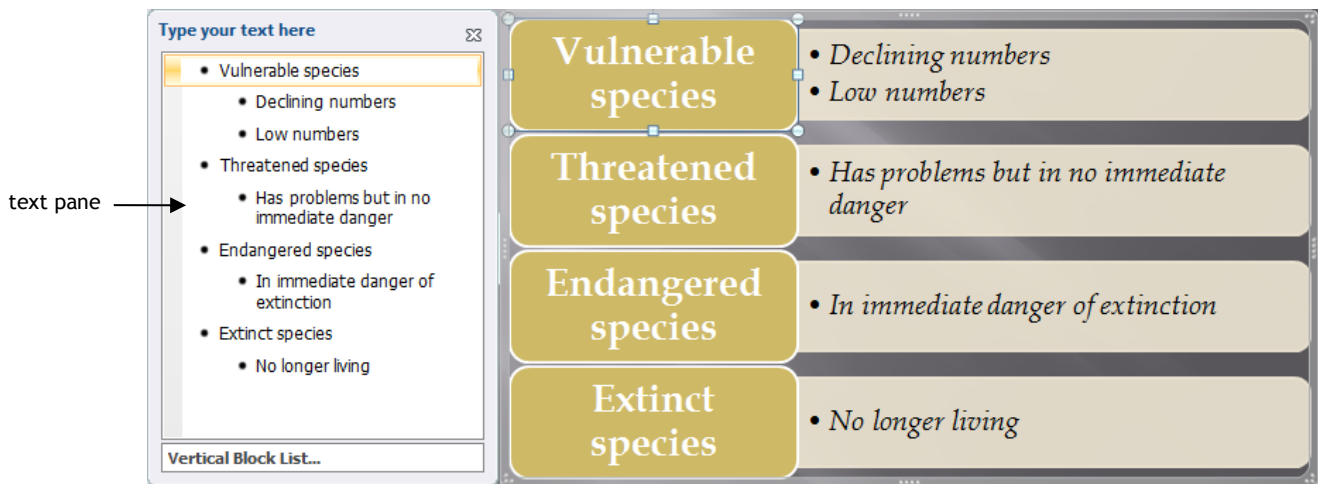 text pane
Type your text here
• Vulnerable species
• Declining numbers
• Low numbers
• Threatened species
• Has problems but in no
immediate danger
• Endangered species
• In immediate danger of
extinction
• Extinct species
• No longer living
Vertical Block List...
Vulnerable
species
• Declining numbers
• Low numbers
Threatened
species
• Has problems but in no immediate
danger
Endangered
species
• In immediate danger of extinction
Extinct
species
• No longer living